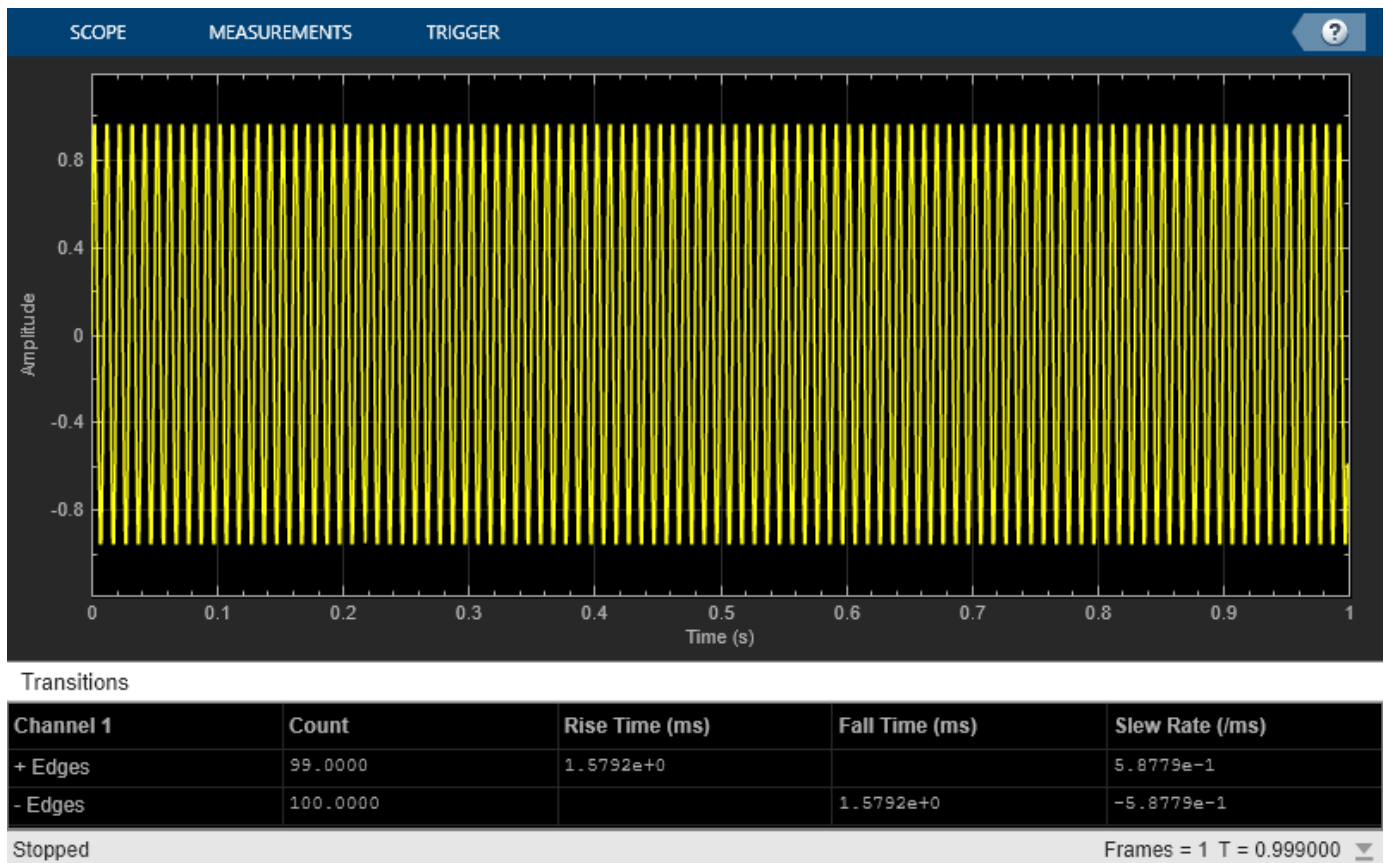 SCOPE MEASUREMENTS TRIGGER ?
0.8
0.4
0
-0.4
-0.8
Amplitude
0 0.1 0.2 0.3 0.4 0.5 0.6 0.7 0.8 0.9 1
Time (s)
Transitions
Channel 1 Count Rise Time (ms) Fall Time (ms) Slew Rate (/ms)
+ Edges 99.0000 1.5792e+0 5.8779e-1
- Edges 100.0000 1.5792e+0 -5.8779e-1
Stopped Frames = 1 T = 0.999000